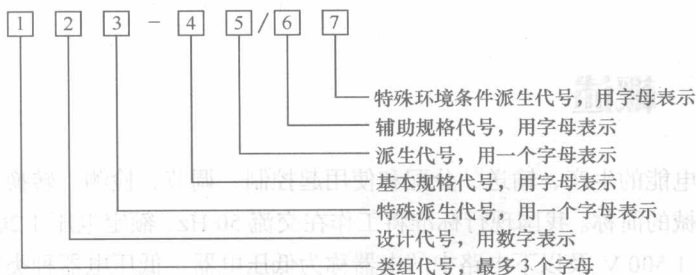 1 2 3 - 4 5 / 6 7
特殊环境条件派生代号，用字母表示
辅助规格代号，用字母表示
派生代号，用一个字母表示
基本规格代号，用字母表示
特殊派生代号，用一个字母表示
设计代号，用数字表示
类组代号，最多3个字母